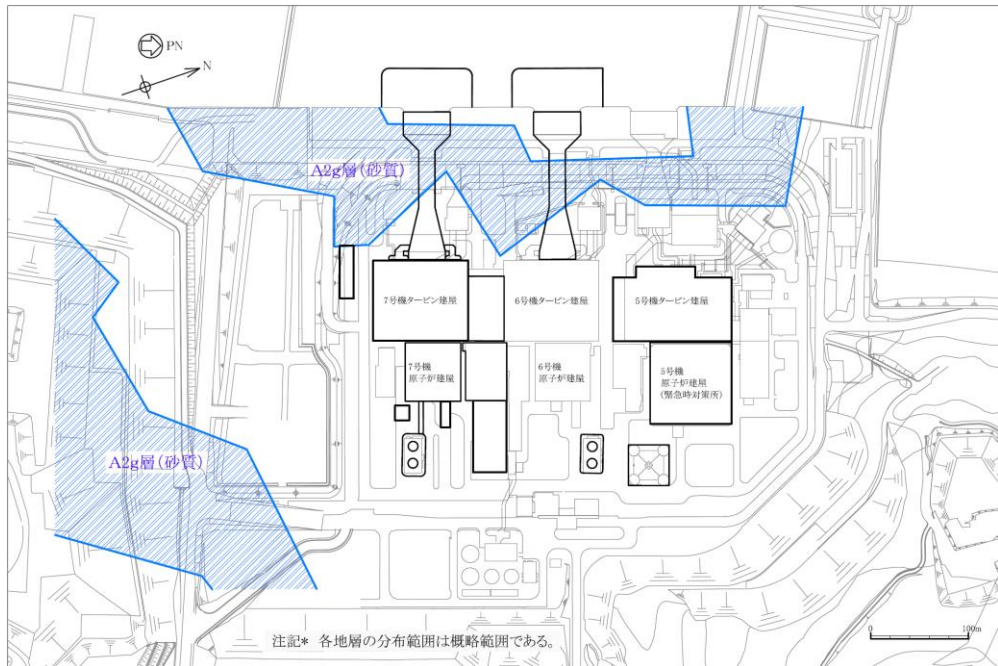 PN
N
A2g層(砂質)
7号機タービン建屋
6号機タービン建屋
5号機タービン建屋
7号機
原子炉建屋
6号機
原子炉建屋
5号機
原子炉建屋
(緊急時対策所)
A2g層(砂質)
注記* 各地層の分布範囲は概略範囲である。
0
100m